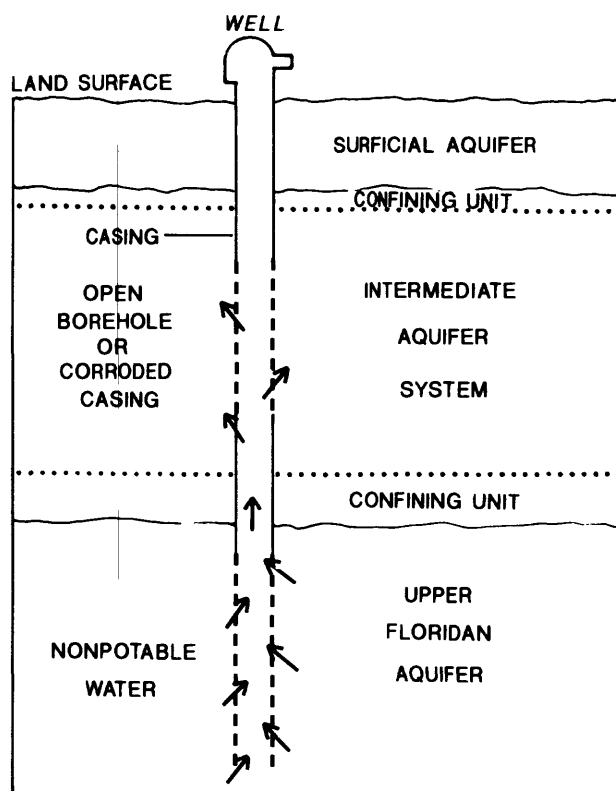 WELL
LAND SURFACE
SURFICIAL AQUIFER
CONFINING UNIT
CASING
OPEN
BOREHOLE
OR
CORRODED
CASING
INTERMEDIATE
AQUIFER
SYSTEM
CONFINING UNIT
NONPOTABLE
WATER
UPPER
FLORIDAN
AQUIFER